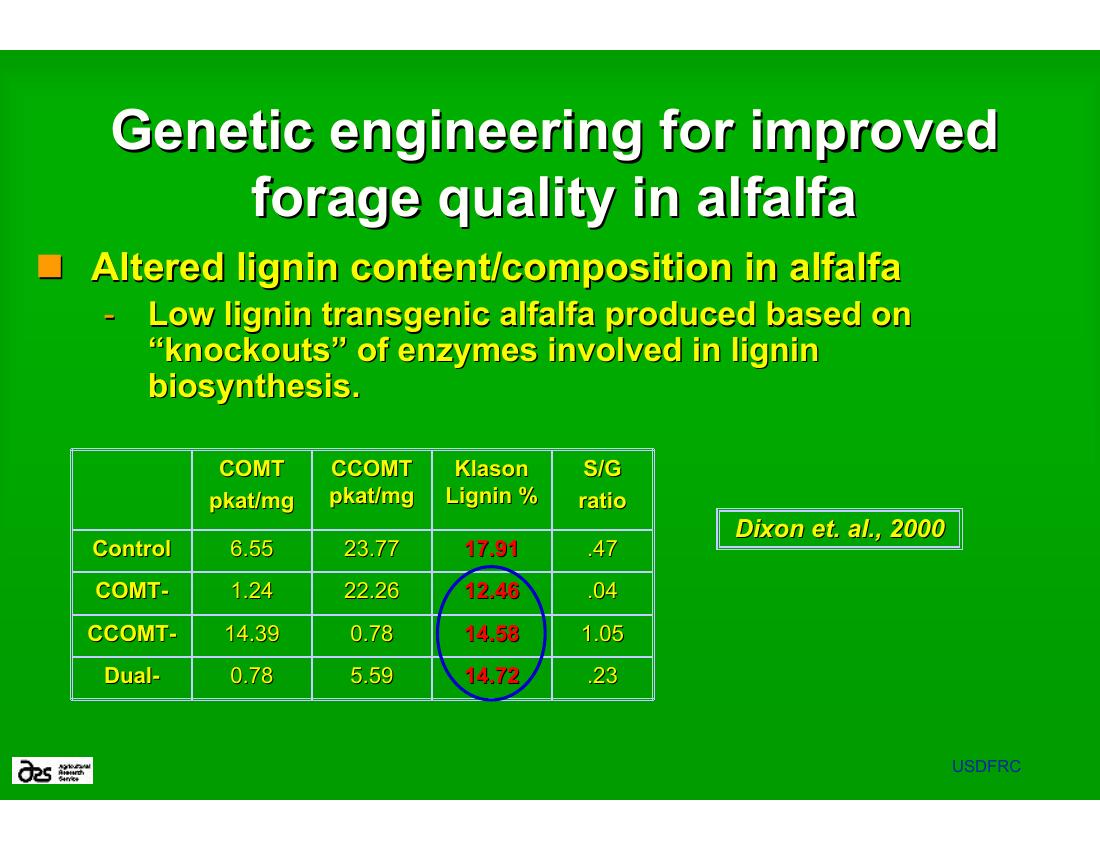 Genetic engineering for improved
forage quality in alfalfa
Altered lignin content/composition in alfalfa
- Low lignin transgenic alfalfa produced based on
“knockouts” of enzymes involved in lignin
biosynthesis.
COMT pkat/mg CCOMT pkat/mg Klason Lignin % S/G ratio
Control 6.55 23.77 17.91 .47
COMT- 1.24 22.26 12.46 .04
CCOMT- 14.39 0.78 14.58 1.05
Dual- 0.78 5.59 14.72 .23
Dixon et. al., 2000
ars Agricultural
Research
Service
USDFRC